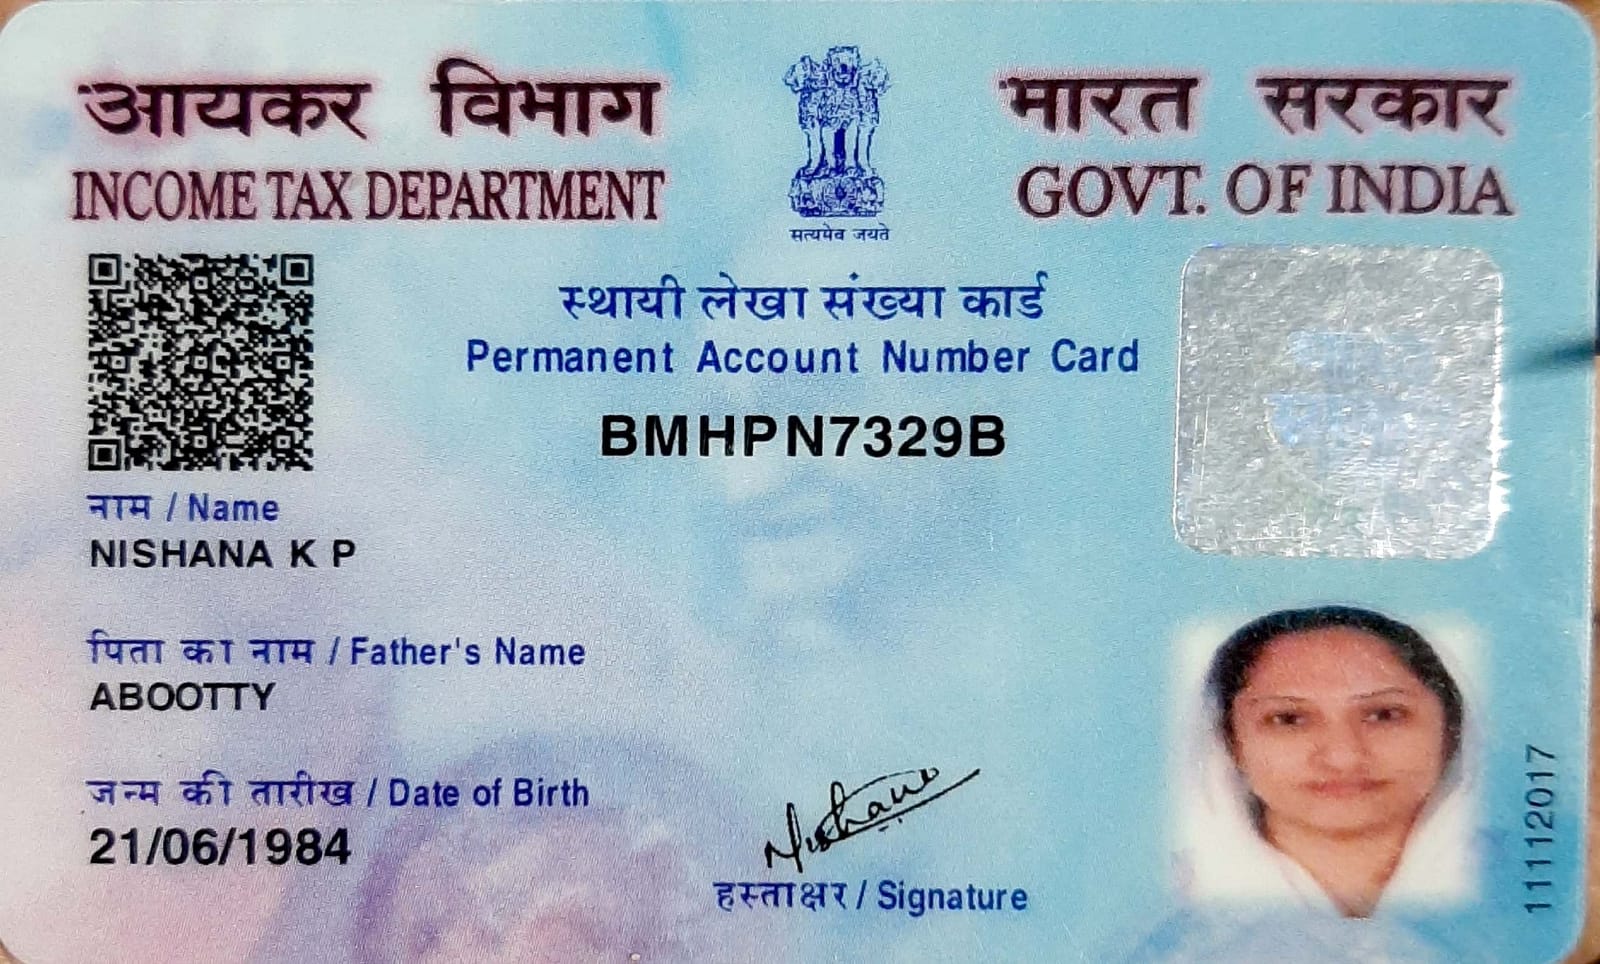 आयकर विभाग
INCOME TAX DEPARTMENT
सत्यमेव जयते
भारत सरकार
GOVT. OF INDIA
स्थायी लेखा संख्या कार्ड
Permanent Account Number Card
BMHPN7329B
नाम / Name
NISHANA K P
पिता का नाम / Father's Name
ABOOTTY
जन्म की तारीख / Date of Birth
21/06/1984
Nishana
हस्ताक्षर / Signature
11112017